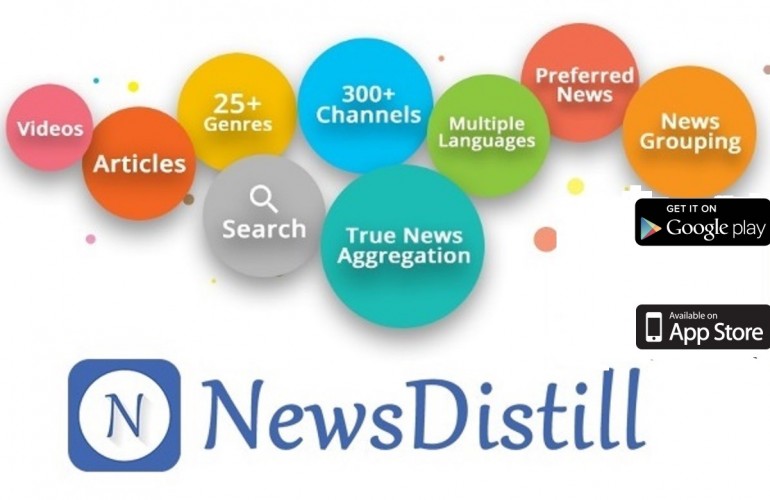 Videos
Articles
25+
Genres
Search
300+
Channels
True News
Aggregation
Multiple
Languages
Preferred
News
News
Grouping
GET IT ON
Google play
Available on
App Store
N
NewsDistill